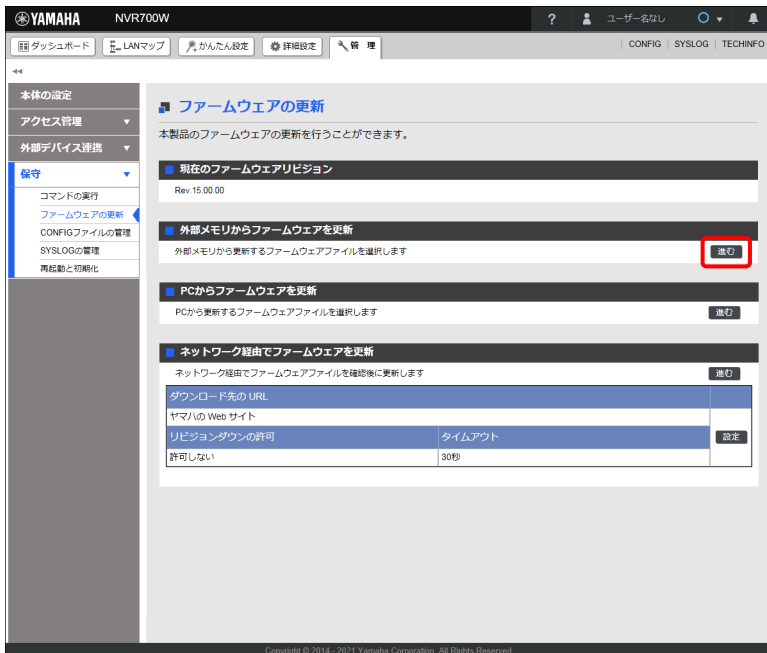 YAMAHA NVR700W ? ユーザー名なし
ダッシュボード LANマップ かんたん設定 詳細設定 管 理 CONFIG SYSLOG TECHINFO
本体の設定
アクセス管理
外部デバイス連携
保守
コマンドの実行
ファームウェアの更新
CONFIGファイルの管理
SYSLOGの管理
再起動と初期化
ファームウェアの更新
本製品のファームウェアの更新を行うことができます。
現在のファームウェアリビジョン
Rev.15.00.00
外部メモリからファームウェアを更新
外部メモリから更新するファームウェアファイルを選択します 進む
PCからファームウェアを更新
PCから更新するファームウェアファイルを選択します 進む
ネットワーク経由でファームウェアを更新
ネットワーク経由でファームウェアファイルを確認後に更新します 進む
ダウンロード先の URL
ヤマハの Web サイト
リビジョンダウンの許可 タイムアウト 設定
許可しない 30秒
Copyright © 2014 - 2021 Yamaha Corporation. All Rights Reserved.